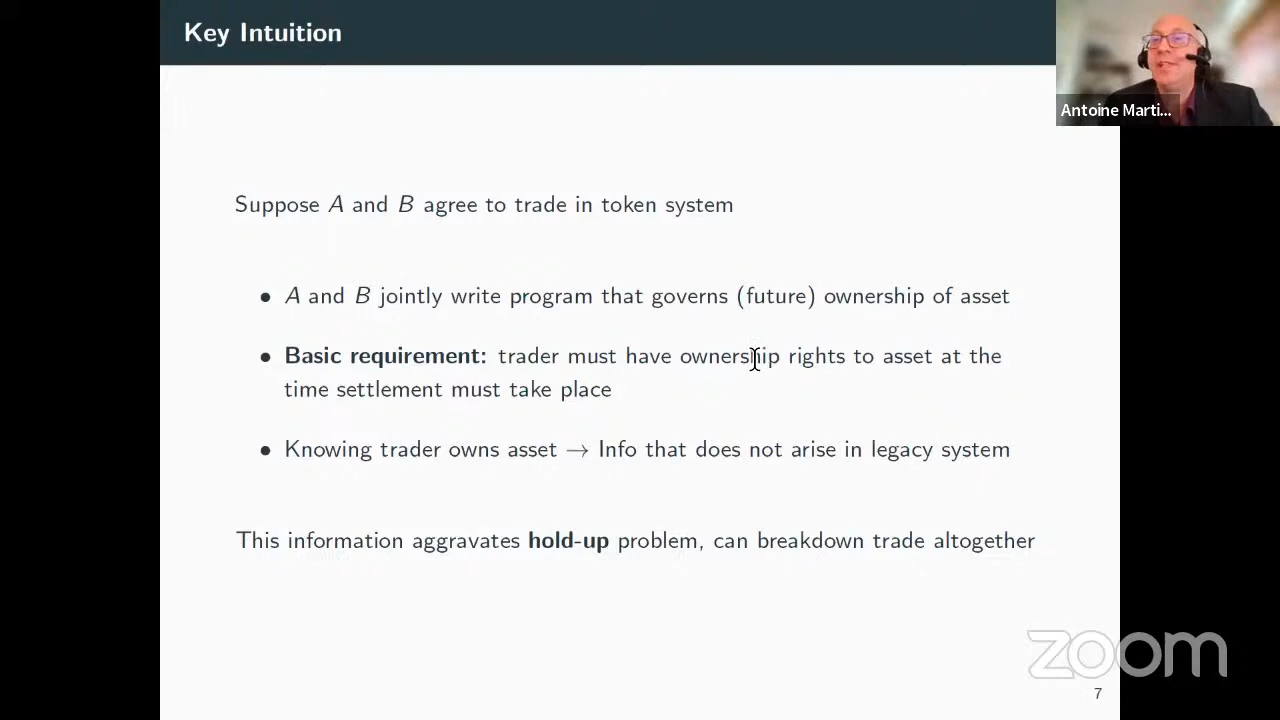 Key Intuition
Antoine Marti...
Suppose A and B agree to trade in token system
● A and B jointly write program that governs (future) ownership of asset
● Basic requirement: trader must have ownership rights to asset at the
time settlement must take place
● Knowing trader owns asset → Info that does not arise in legacy system
This information aggravates hold-up problem, can breakdown trade altogether
zoom
7